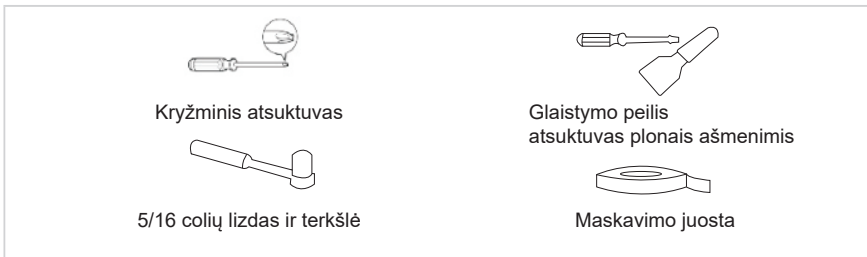 Kryžminis atsuktuvas
Glaistymo peilis
atsuktuvas plonais ašmenimis
5/16 colių lizdas ir terkšlė
Maskavimo juosta